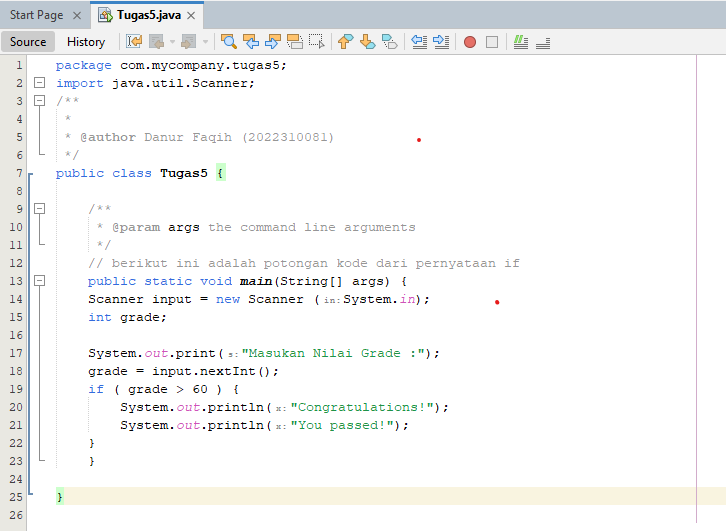 Start Page
Tugas5.java
Source History
1 package com.mycompany.tugas5;
2 import java.util.Scanner;
3 /**
4 *
5 * @author Danur Faqih (2022310081)
6 */
7 public class Tugas5 {
8
9 /**
10 * @param args the command line arguments
11 */
12 // berikut ini adalah potongan kode dari pernyataan if
13 public static void main(String[] args) {
14 Scanner input = new Scanner (in: System.in);
15 int grade;
16
17 System.out.print(s: "Masukan Nilai Grade :");
18 grade = input.nextInt();
19 if ( grade > 60 ) {
20 System.out.println(x: "Congratulations!");
21 System.out.println(x: "You passed!");
22 }
23 }
24
25 }
26